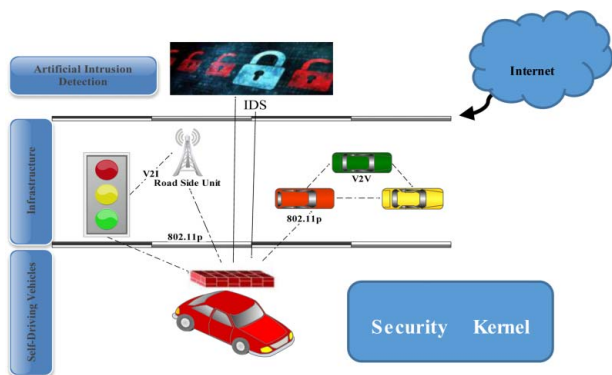 Artificial Intrusion
Detection
Internet
IDS
Infrastructure
V2I
Road Side Unit
V2V
802.11p
802.11p
Self-Driving Vehicles
Security Kernel